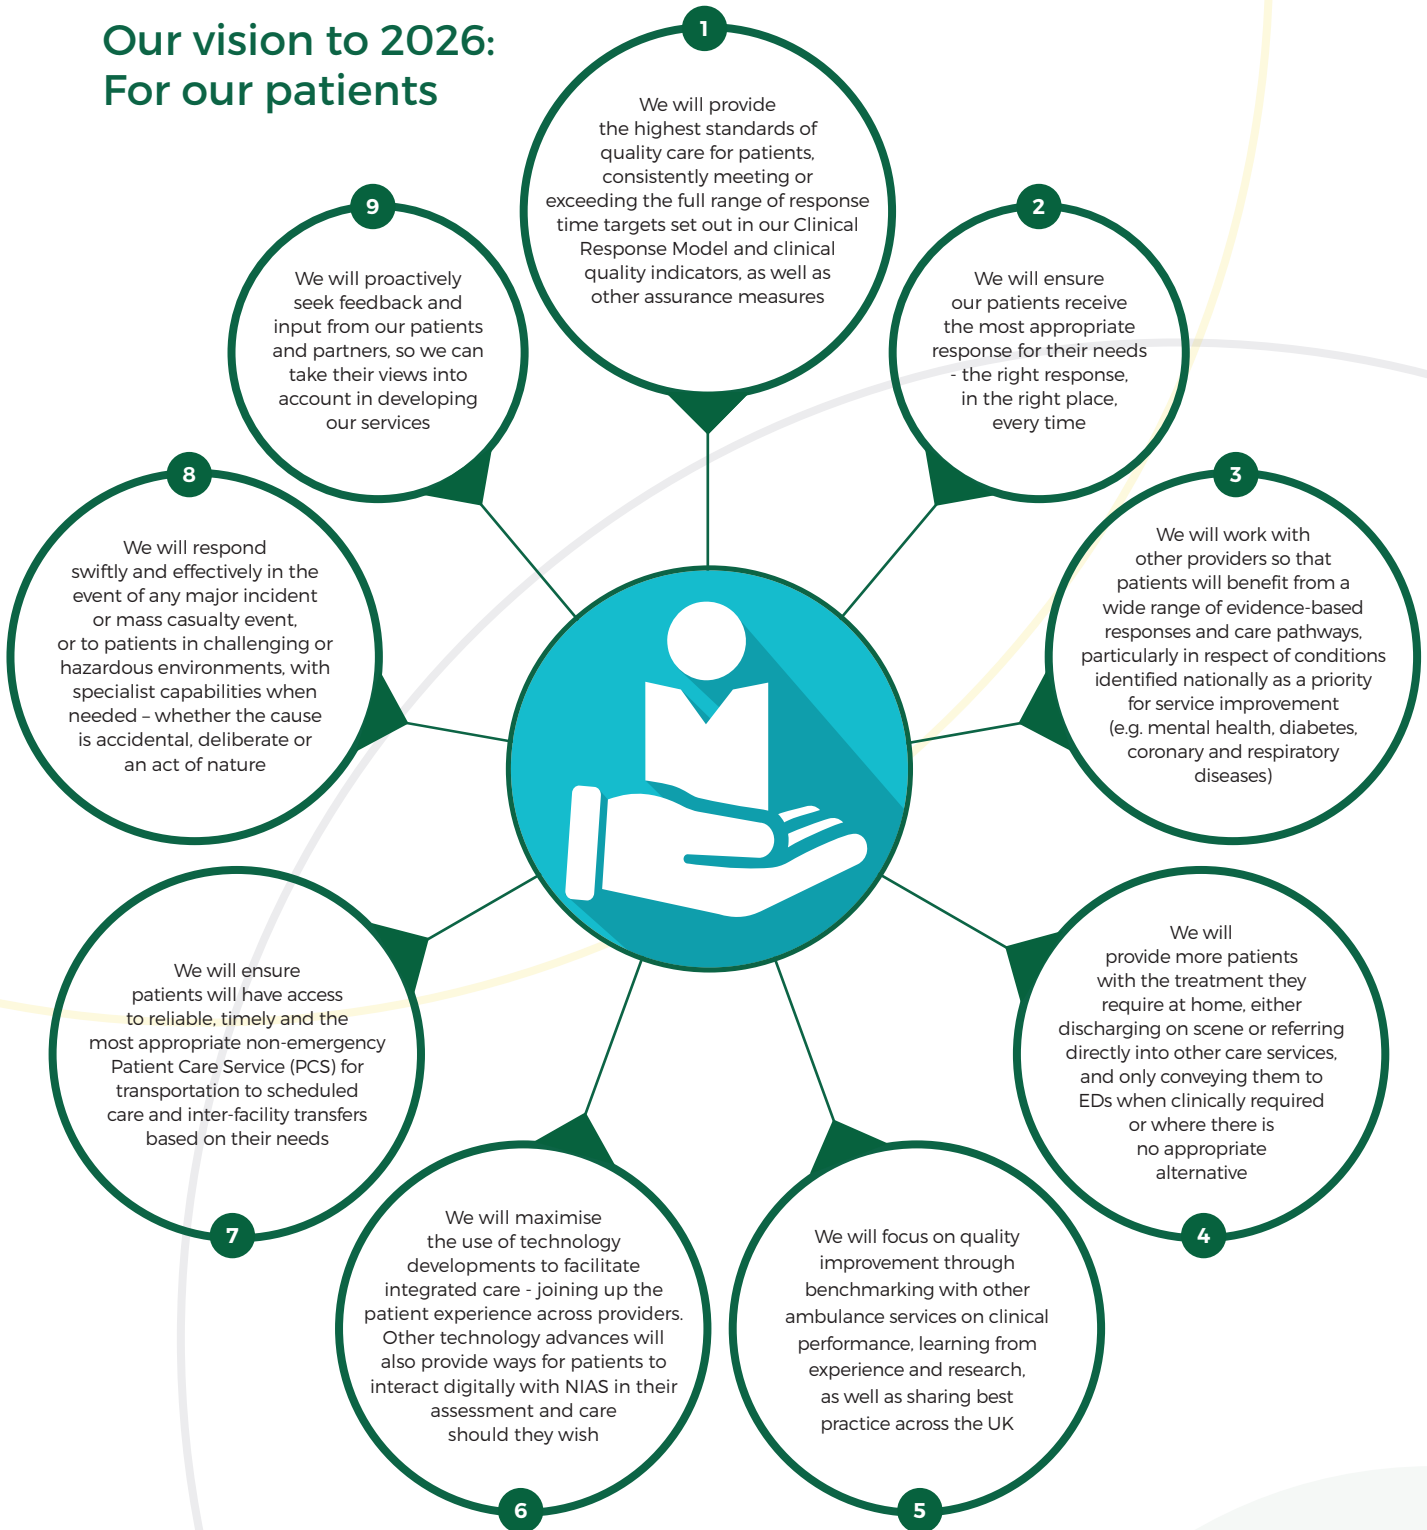 Our vision to 2026:
For our patients
1
We will provide
the highest standards of
quality care for patients,
consistently meeting or
exceeding the full range of response
time targets set out in our Clinical
Response Model and clinical
quality indicators, as well as
other assurance measures
2
We will ensure
our patients receive
the most appropriate
response for their needs
- the right response,
in the right place,
every time
3
We will work with
other providers so that
patients will benefit from a
wide range of evidence-based
responses and care pathways,
particularly in respect of conditions
identified nationally as a priority
for service improvement
(e.g. mental health, diabetes,
coronary and respiratory
diseases)
We will
provide more patients
with the treatment they
require at home, either
discharging on scene or referring
directly into other care services,
and only conveying them to
EDs when clinically required
or where there is
no appropriate
alternative
4
We will focus on quality
improvement through
benchmarking with other
ambulance services on clinical
performance, learning from
experience and research,
as well as sharing best
practice across the UK
5
We will maximise
the use of technology
developments to facilitate
integrated care - joining up the
patient experience across providers.
Other technology advances will
also provide ways for patients to
interact digitally with NIAS in their
assessment and care
should they wish
6
We will ensure
patients will have access
to reliable, timely and the
most appropriate non-emergency
Patient Care Service (PCS) for
transportation to scheduled
care and inter-facility transfers
based on their needs
7
8
We will respond
swiftly and effectively in the
event of any major incident
or mass casualty event,
or to patients in challenging or
hazardous environments, with
specialist capabilities when
needed – whether the cause
is accidental, deliberate or
an act of nature
9
We will proactively
seek feedback and
input from our patients
and partners, so we can
take their views into
account in developing
our services